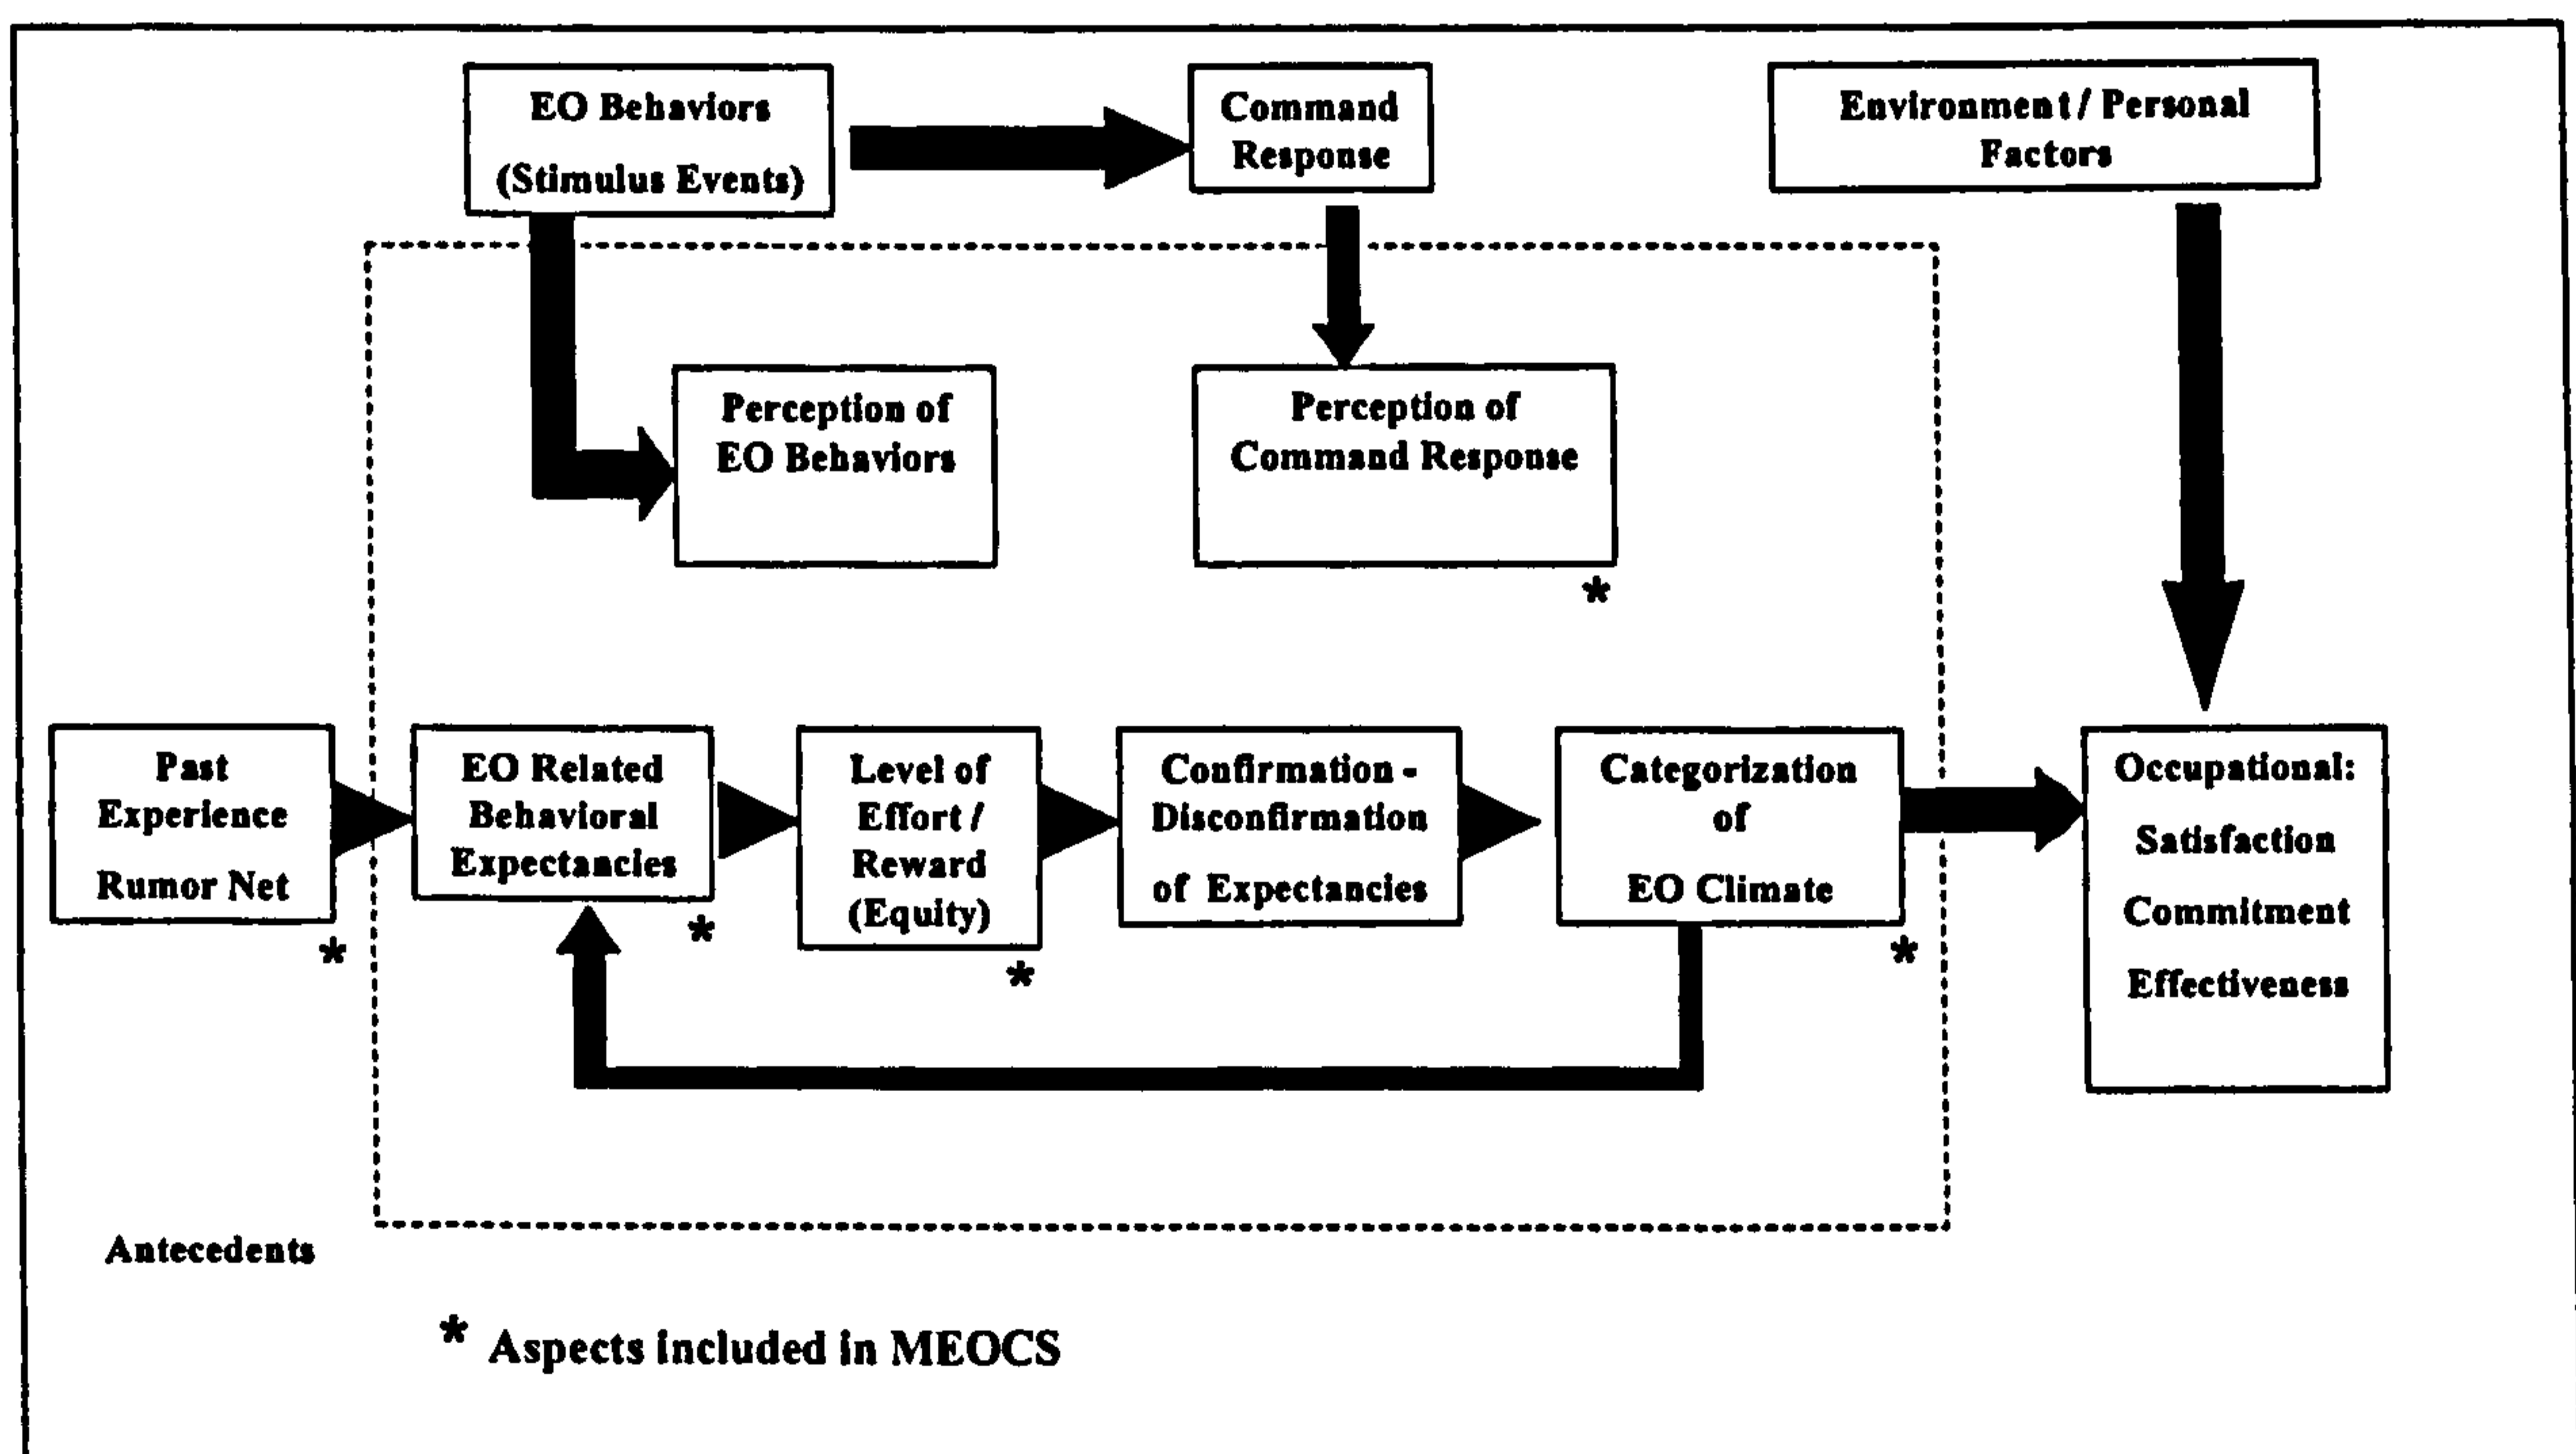 EO Behaviors
(Stimulus Events)
Command
Response
Environment / Personal
Factors
Perception of
EO Behaviors
Perception of
Command Response
*
Past
Experience
Rumor Net
*
EO Related
Behavioral
Expectancies
*
Level of
Effort /
Reward
(Equity)
*
Confirmation -
Disconfirmation
of Expectancies
Categorization
of
EO Climate
*
Occupational:
Satisfaction
Commitment
Effectiveness
Antecedents
* Aspects included in MEOCS